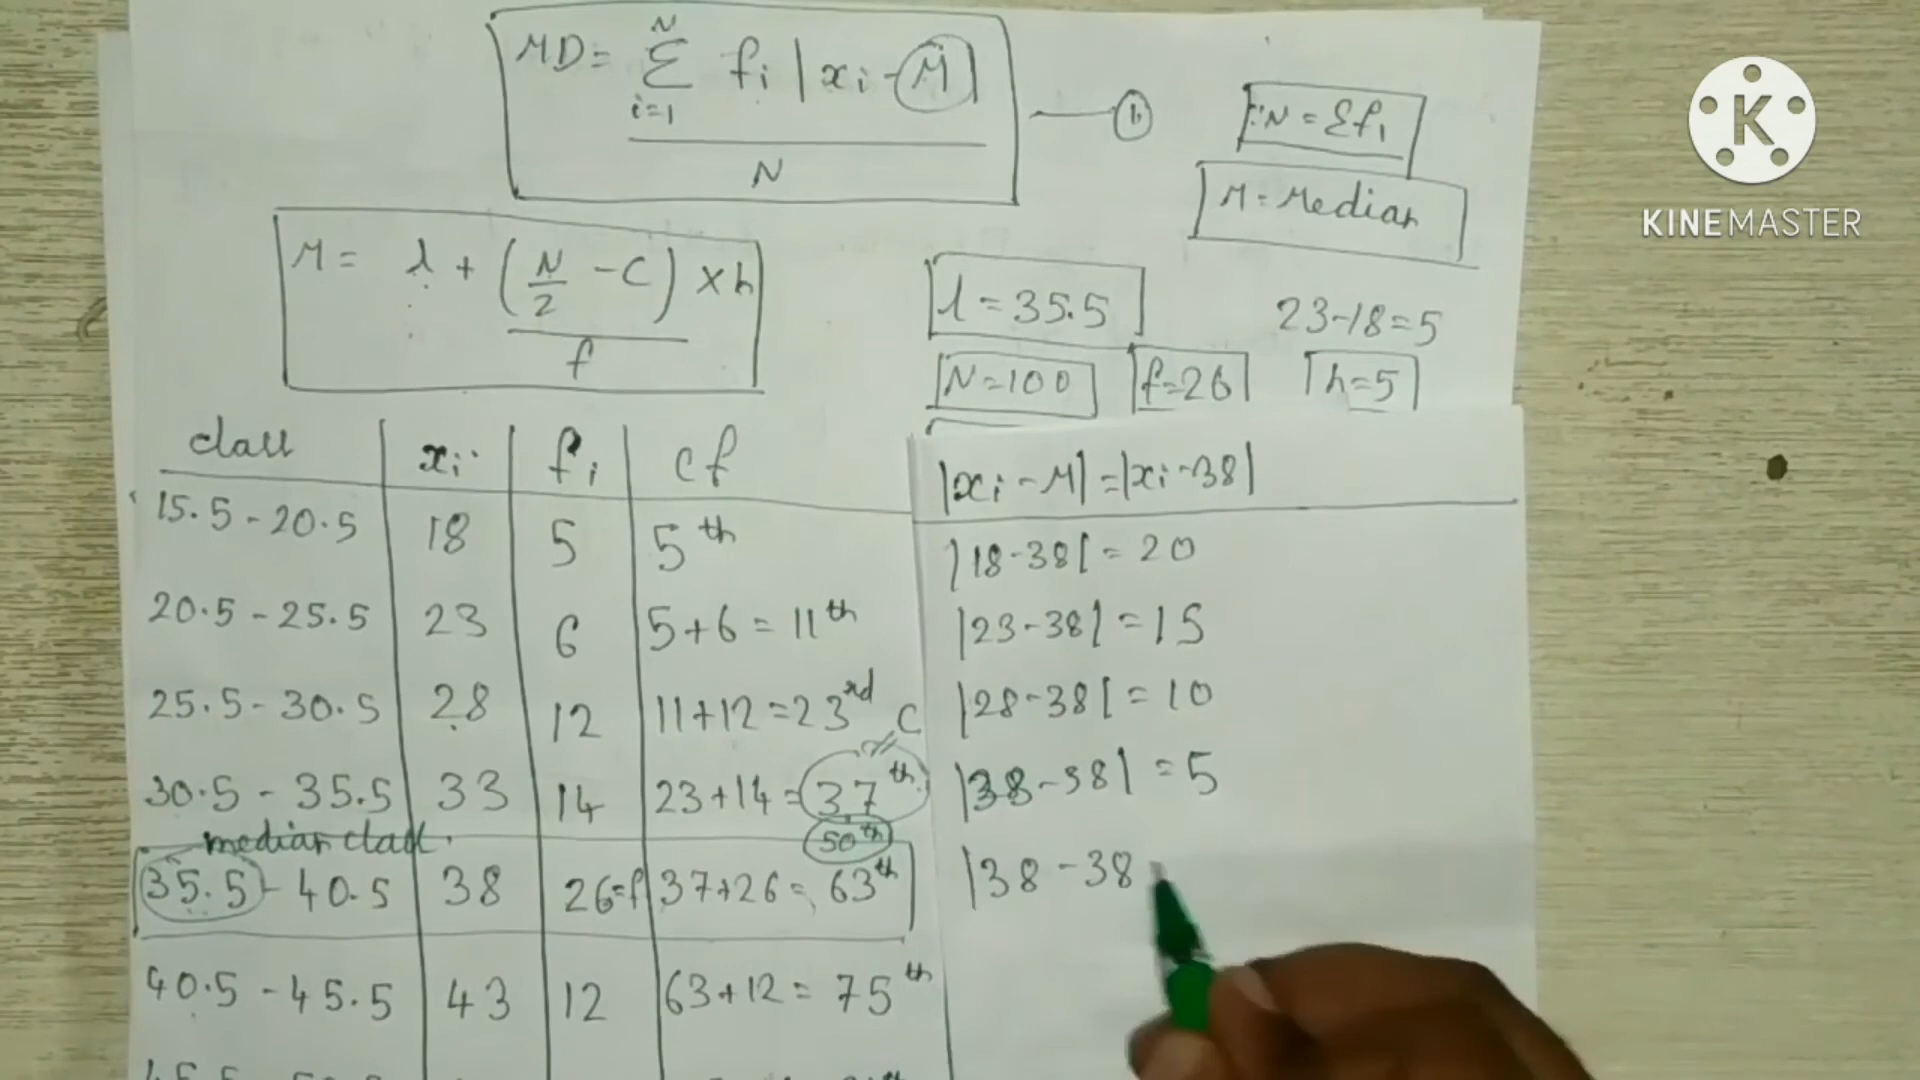 MD = N Σ i=1 fi |xi - M|
N
1
∵ N = Σfi
M = Median
M = l + (N/2 - C) × h
f
l = 35.5
23-18=5
N=100 f=26 h=5
class xi fi cf |xi - M| = |xi - 38|
15.5 - 20.5 18 5 5th |18-38| = 20
20.5 - 25.5 23 6 5+6 = 11th |23-38| = 15
25.5 - 30.5 28 12 11+12=23rd |28-38| = 10
C
30.5 - 35.5 33 14 23+14 = 37th |38-38| = 5
median class. 50th
35.5 - 40.5 38 26=f 37+26= 63th |38-38
40.5 - 45.5 43 12 63+12= 75th
K
KINEMASTER